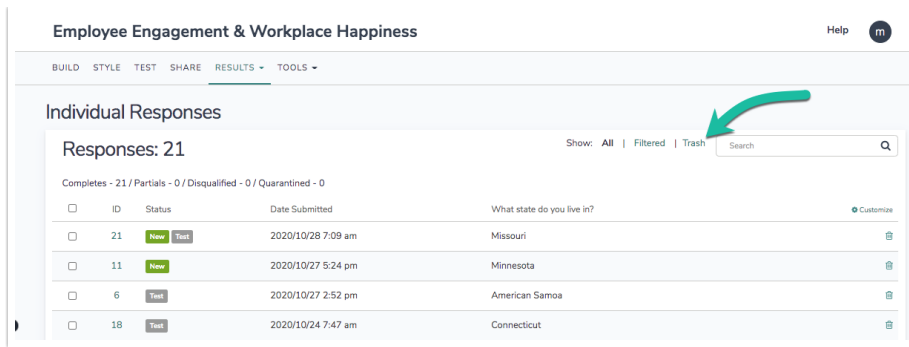 Employee Engagement & Workplace Happiness Help m
BUILD STYLE TEST SHARE RESULTS TOOLS
Individual Responses
Responses: 21 Show: All | Filtered | Trash Search
Completes - 21 / Partials - 0 / Disqualified - 0 / Quarantined - 0
ID Status Date Submitted What state do you live in? Customize
21 New Test 2020/10/28 7:09 am Missouri
11 New 2020/10/27 5:24 pm Minnesota
6 Test 2020/10/27 2:52 pm American Samoa
18 Test 2020/10/24 7:47 am Connecticut